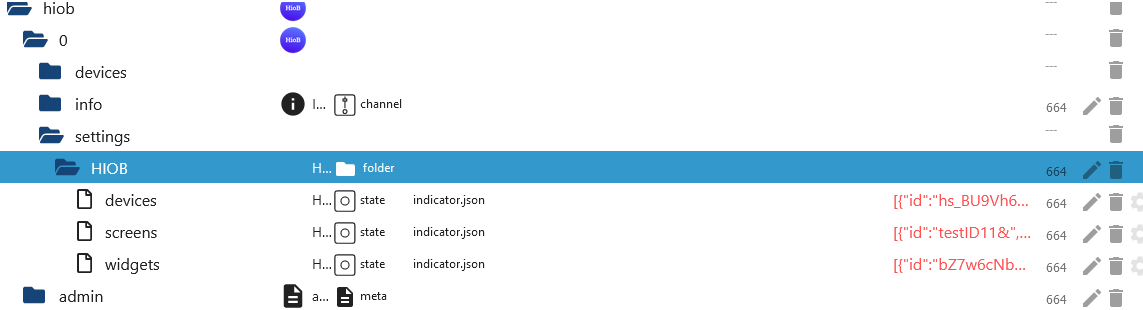 hiob HioB
0 HioB ---
devices ---
info I... channel 664
settings ---
HIOB H... folder 664
devices H... state indicator.json [{"id":"hs_BU9Vh6... 664
screens H... state indicator.json [{"id":"testID11&",... 664
widgets H... state indicator.json [{"id":"bZ7w6cNb... 664
admin a... meta 664